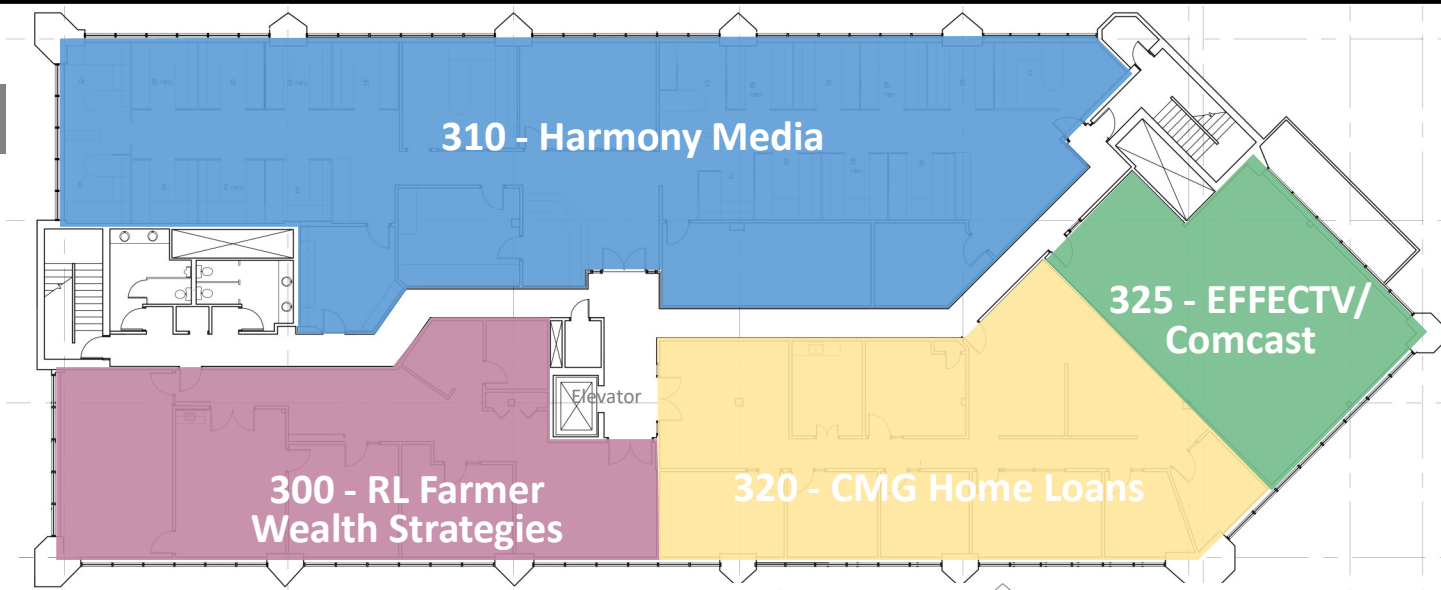 310 - Harmony Media
325 - EFFECTV/
Comcast
Elevator
300 - RL Farmer
Wealth Strategies
320 - CMG Home Loans